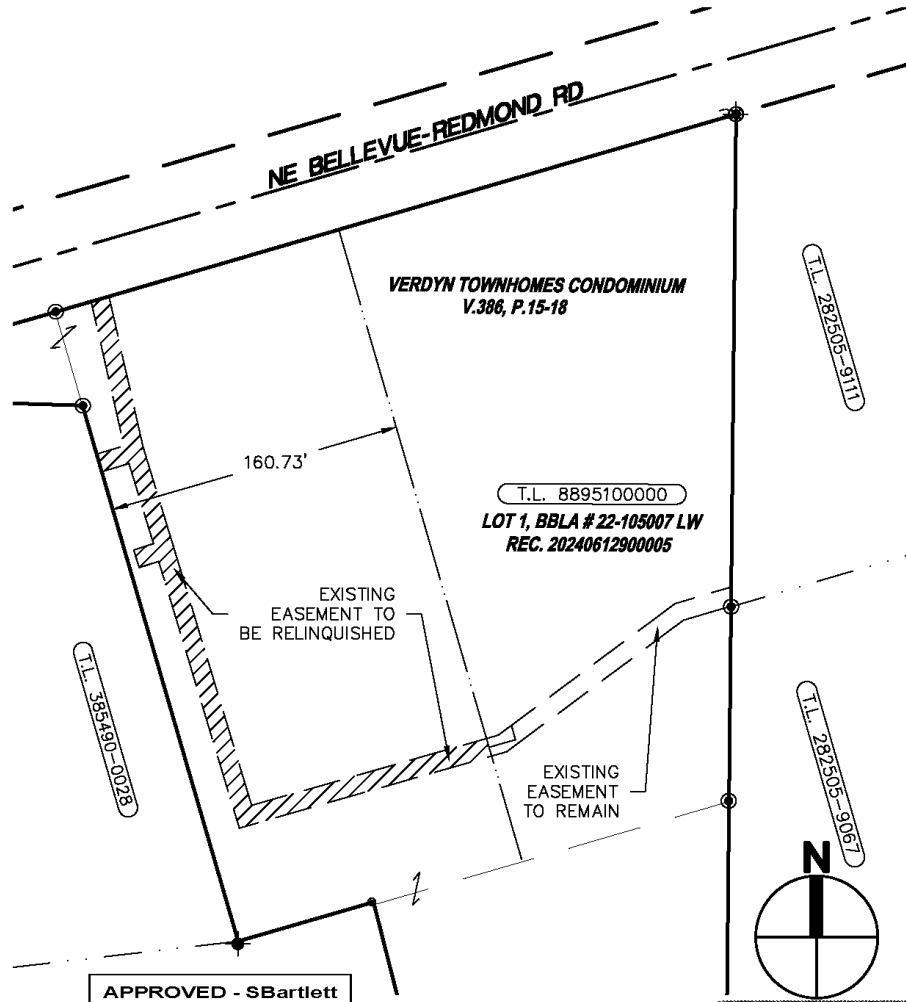 NE BELLEVUE-REDMOND RD
VERDYN TOWNHOMES CONDOMINIUM
V.386, P.15-18
T.L. 282505-9111
160.73'
T.L. 8895100000
LOT 1, BBLA # 22-105007 LW
REC. 20240612900005
EXISTING
EASEMENT TO
BE RELINQUISHED
T.L. 385490-0028
EXISTING
EASEMENT
TO REMAIN
T.L. 282505-9067
N
APPROVED - SBartlett